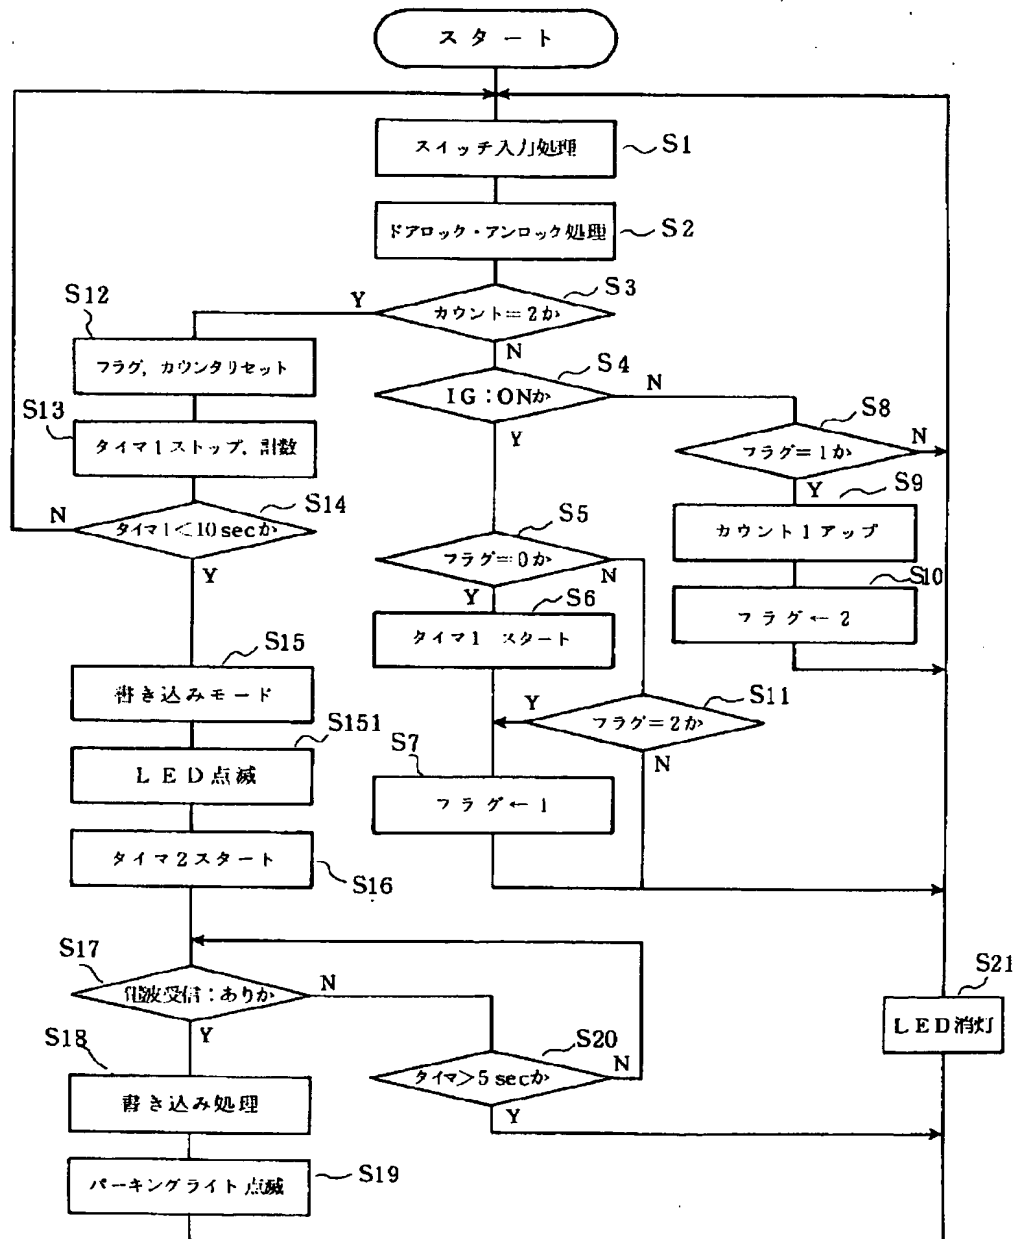 スタート
スイッチ入力処理
S1
ドアロック・アンロック処理
S2
カウント=2か
S3
Y
N
S12
フラグ,カウンタリセット
S13
タイマ1ストップ,計数
S14
タイマ1<10secか
N
Y
IG:ONか
S4
N
Y
S8
フラグ=1か
N
Y
S9
カウント1アップ
S10
フラグ←2
S5
フラグ=0か
N
Y
S6
タイマ1 スタート
S11
フラグ=2か
Y
N
S7
フラグ←1
S15
書き込みモード
S151
LED点滅
タイマ2スタート
S16
S17
電波受信:ありか
N
Y
S18
書き込み処理
パーキングライト点滅
S19
S20
タイマ>5secか
N
Y
S21
LED消灯